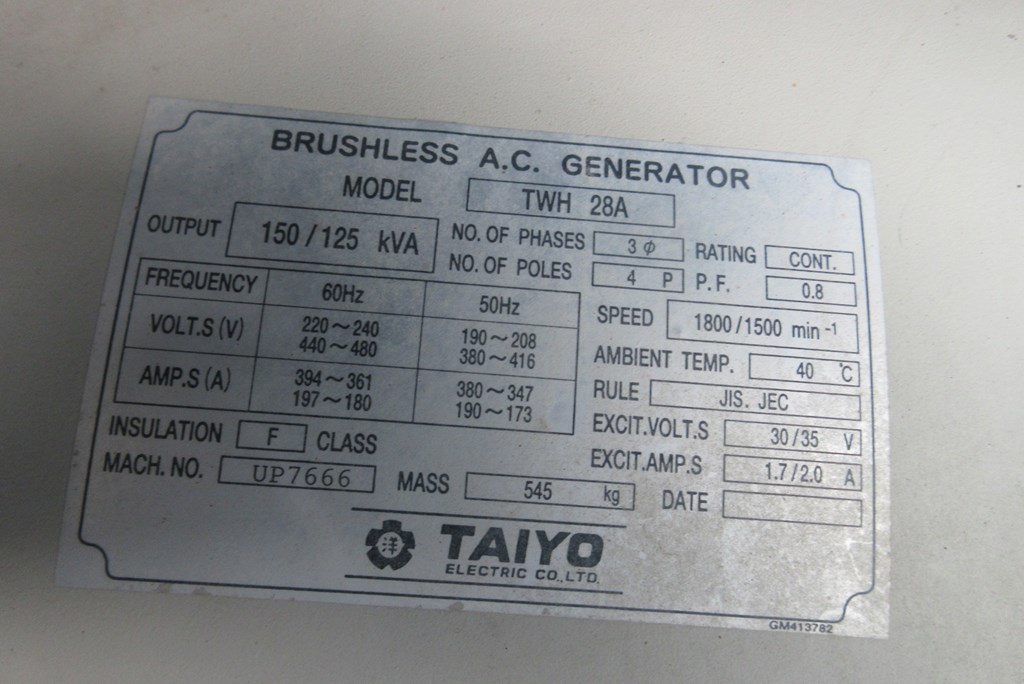 BRUSHLESS A.C. GENERATOR
MODEL TWH 28A
OUTPUT 150/125 kVA
NO. OF PHASES 3φ RATING CONT.
NO. OF POLES 4 P P.F. 0.8
FREQUENCY 60Hz 50Hz
VOLT.S (V) 220～240 190～208
440～480 380～416
AMP.S (A) 394～361 380～347
197～180 190～173
SPEED 1800/1500 min⁻¹
AMBIENT TEMP. 40 ℃
RULE JIS. JEC
EXCIT.VOLT.S 30/35 V
EXCIT.AMP.S 1.7/2.0 A
INSULATION F CLASS
MACH. NO. UP7666 MASS 545 kg DATE
洋 TAIYO
ELECTRIC CO.,LTD.
GM413782